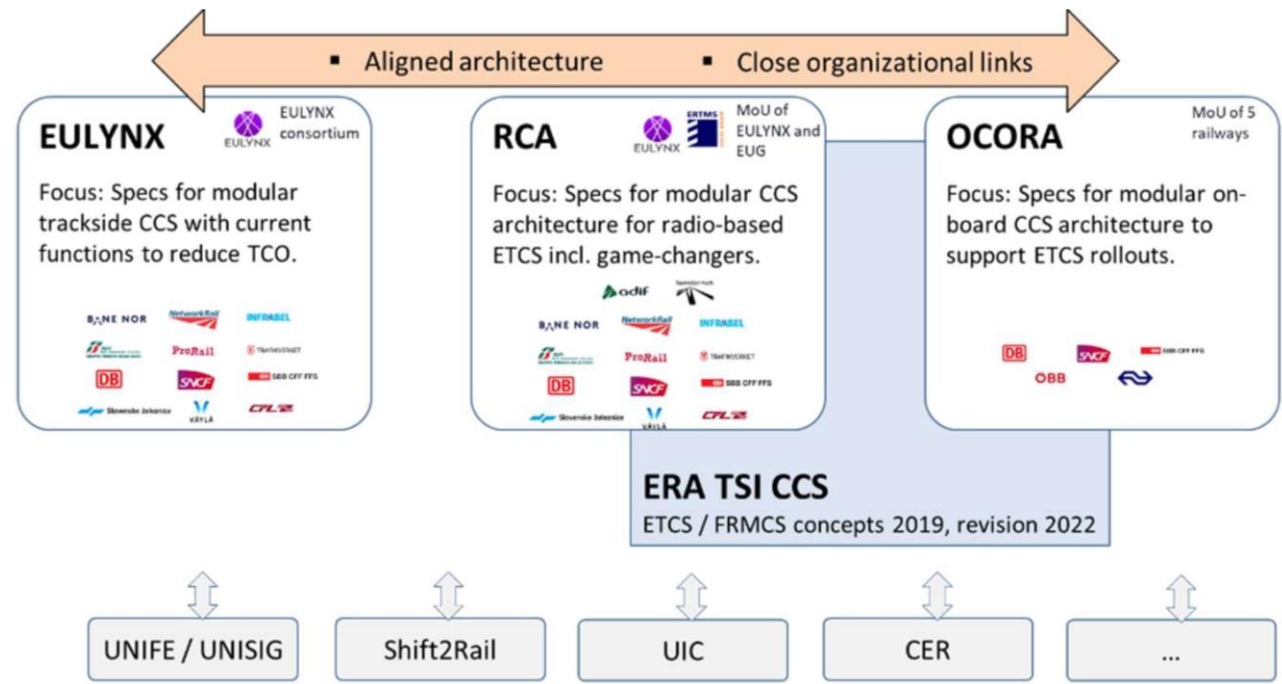 ▪ Aligned architecture ▪ Close organizational links
EULYNX
EULYNX
EULYNX
consortium
Focus: Specs for modular
trackside CCS with current
functions to reduce TCO.
BANE NOR NetworkRail INFRABEL
ProRail TRAFIKVERKET
DB SNCF SBB CFF FFS
Slovenske železnice VÄYLÄ CFL
RCA
EULYNX
ERTMS
MoU of
EULYNX and
EUG
Focus: Specs for modular CCS
architecture for radio-based
ETCS incl. game-changers.
adif
BANE NOR NetworkRail INFRABEL
ProRail TRAFIKVERKET
DB SNCF SBB CFF FFS
Slovenske železnice VÄYLÄ CFL
OCORA
MoU of 5
railways
Focus: Specs for modular on-
board CCS architecture to
support ETCS rollouts.
DB SNCF SBB CFF FFS
ÖBB
ERA TSI CCS
ETCS / FRMCS concepts 2019, revision 2022
UNIFE / UNISIG
Shift2Rail
UIC
CER
...